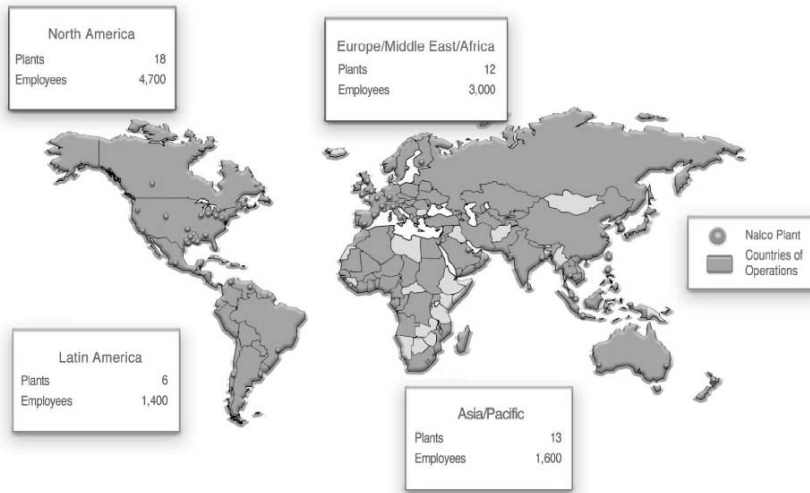 North America
Plants 18
Employees 4,700
Europe/Middle East/Africa
Plants 12
Employees 3,000
Nalco Plant
Countries of
Operations
Latin America
Plants 6
Employees 1,400
Asia/Pacific
Plants 13
Employees 1,600